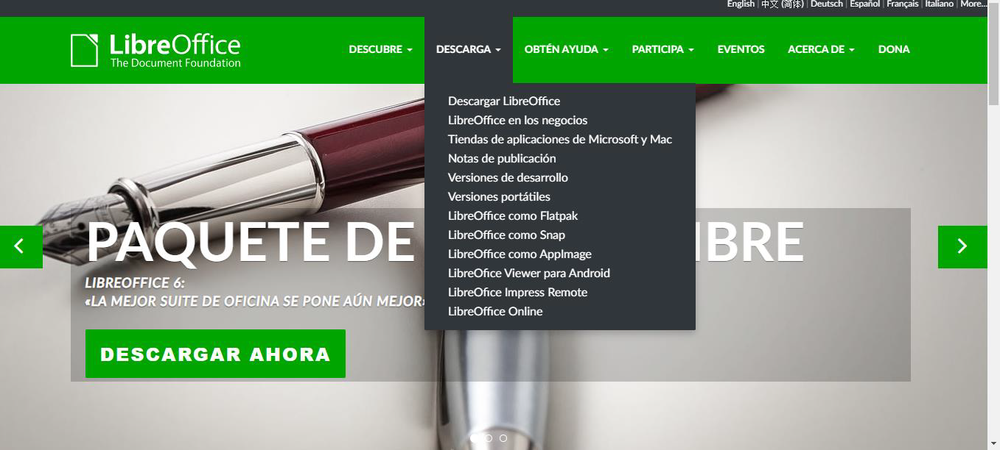 English | 中文 (简体) | Deutsch | Español | Français | Italiano | More...
LibreOffice
The Document Foundation
DESCUBRE
DESCARGA
OBTÉN AYUDA
PARTICIPA
EVENTOS
ACERCA DE
DONA
Descargar LibreOffice
LibreOffice en los negocios
Tiendas de aplicaciones de Microsoft y Mac
Notas de publicación
Versiones de desarrollo
Versiones portátiles
LibreOffice como Flatpak
LibreOffice como Snap
LibreOffice como AppImage
LibreOfice Viewer para Android
LibreOfice Impress Remote
LibreOffice Online
PAQUETE DE IBRE
LIBREOFFICE 6:
«LA MEJOR SUITE DE OFICINA SE PONE AÚN MEJOR»
DESCARGAR AHORA